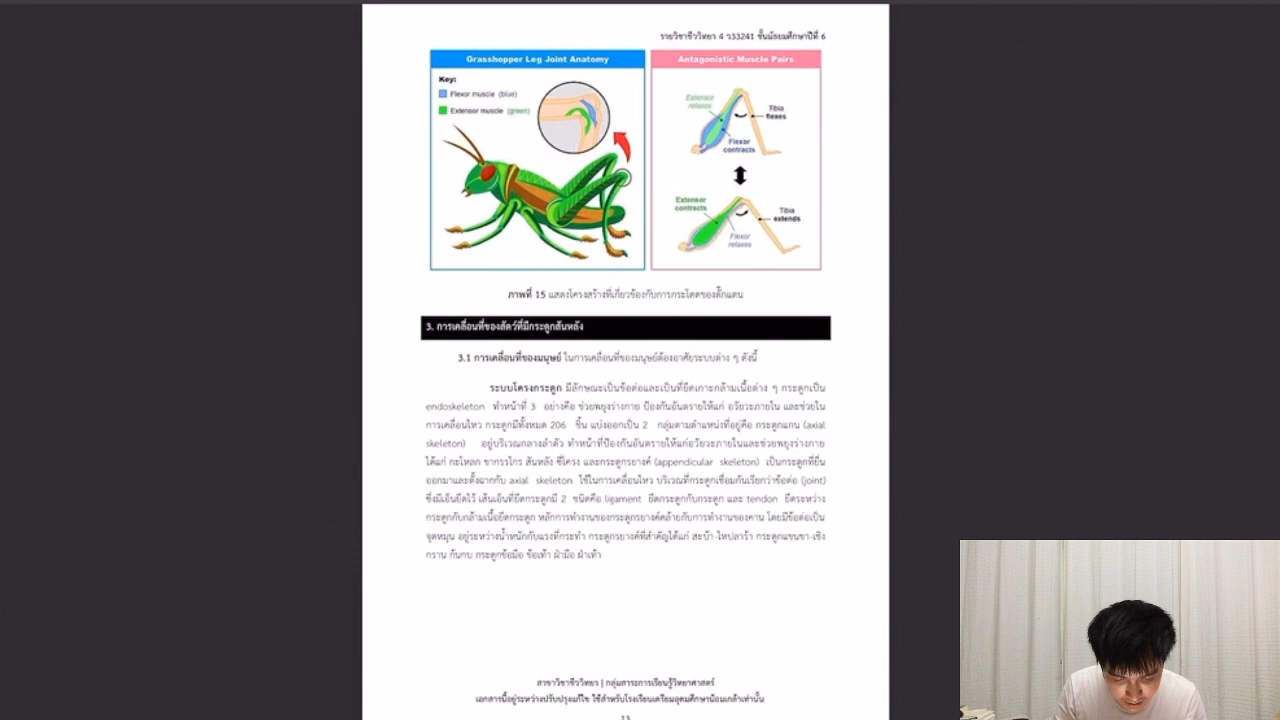 รายวิชาชีววิทยา 4 ว33241 ชั้นมัธยมศึกษาปีที่ 6
Grasshopper Leg Joint Anatomy
Key:
Flexor muscle (blue)
Extensor muscle (green)
Antagonistic Muscle Pairs
Extensor
relaxes
Tibia
flexes
Flexor
contracts
Extensor
contracts
Tibia
extends
Flexor
relaxes
ภาพที่ 15 แสดงโครงสร้างที่เกี่ยวข้องกับการกระโดดของตั๊กแตน
3. การเคลื่อนที่ของสัตว์ที่มีกระดูกสันหลัง
3.1 การเคลื่อนที่ของมนุษย์ ในการเคลื่อนที่ของมนุษย์ต้องอาศัยระบบต่าง ๆ ดังนี้
ระบบโครงกระดูก มีลักษณะเป็นข้อต่อและเป็นที่ยึดเกาะกล้ามเนื้อต่าง ๆ กระดูกเป็น
endoskeleton ทำหน้าที่ 3 อย่างคือ ช่วยพยุงร่างกาย ป้องกันอันตรายให้แก่ อวัยวะภายใน และช่วยใน
การเคลื่อนไหว กระดูกมีทั้งหมด 206 ชิ้น แบ่งออกเป็น 2 กลุ่มตามตำแหน่งที่อยู่คือ กระดูกแกน (axial
skeleton) อยู่บริเวณกลางลำตัว ทำหน้าที่ป้องกันอันตรายให้แก่อวัยวะภายในและช่วยพยุงร่างกาย
ได้แก่ กะโหลก ขากรรไกร สันหลัง ซี่โครง และกระดูกรยางค์ (appendicular skeleton) เป็นกระดูกที่ยื่น
ออกมาและตั้งฉากกับ axial skeleton ใช้ในการเคลื่อนไหว บริเวณที่กระดูกเชื่อมกันเรียกว่าข้อต่อ (joint)
ซึ่งมีเอ็นยึดไว้ เส้นเอ็นที่ยึดกระดูกมี 2 ชนิดคือ ligament ยึดกระดูกกับกระดูก และ tendon ยึดระหว่าง
กระดูกกับกล้ามเนื้อยึดกระดูก หลักการทำงานของกระดูกรยางค์คล้ายกับการทำงานของคาน โดยมีข้อต่อเป็น
จุดหมุน อยู่ระหว่างน้ำหนักกับแรงที่กระทำ กระดูกรยางค์ที่สำคัญได้แก่ สะบ้า-ไหปลาร้า กระดูกแขนขา-เชิง
กราน ก้นกบ กระดูกข้อมือ ข้อเท้า ฝ่ามือ ฝ่าเท้า
สาขาวิชาชีววิทยา | กลุ่มสาระการเรียนรู้วิทยาศาสตร์
เอกสารนี้อยู่ระหว่างปรับปรุงแก้ไข ใช้สำหรับโรงเรียนเตรียมอุดมศึกษาน้อมเกล้าเท่านั้น
13